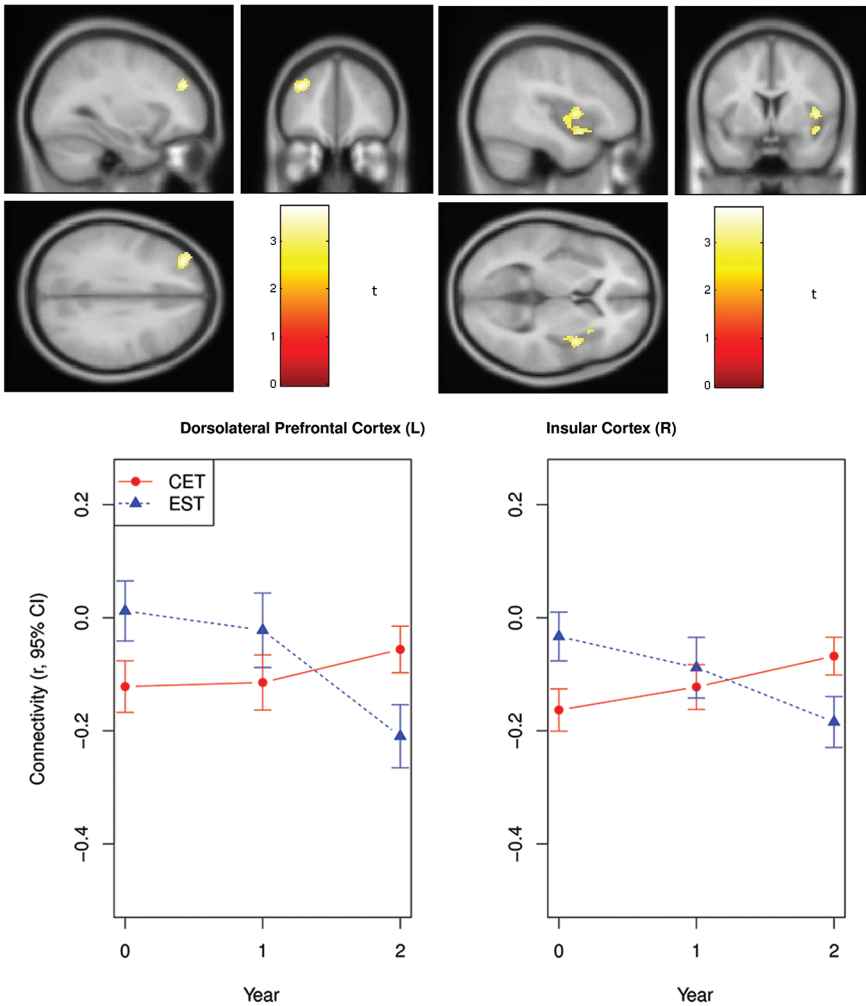 3
2
1
0
t
3
2
1
0
t
Dorsolateral Prefrontal Cortex (L)
Insular Cortex (R)
CET
EST
Connectivity (r, 95% CI)
0.2
0.0
−0.2
−0.4
0 1 2
Year
0.2
0.0
−0.2
−0.4
0 1 2
Year